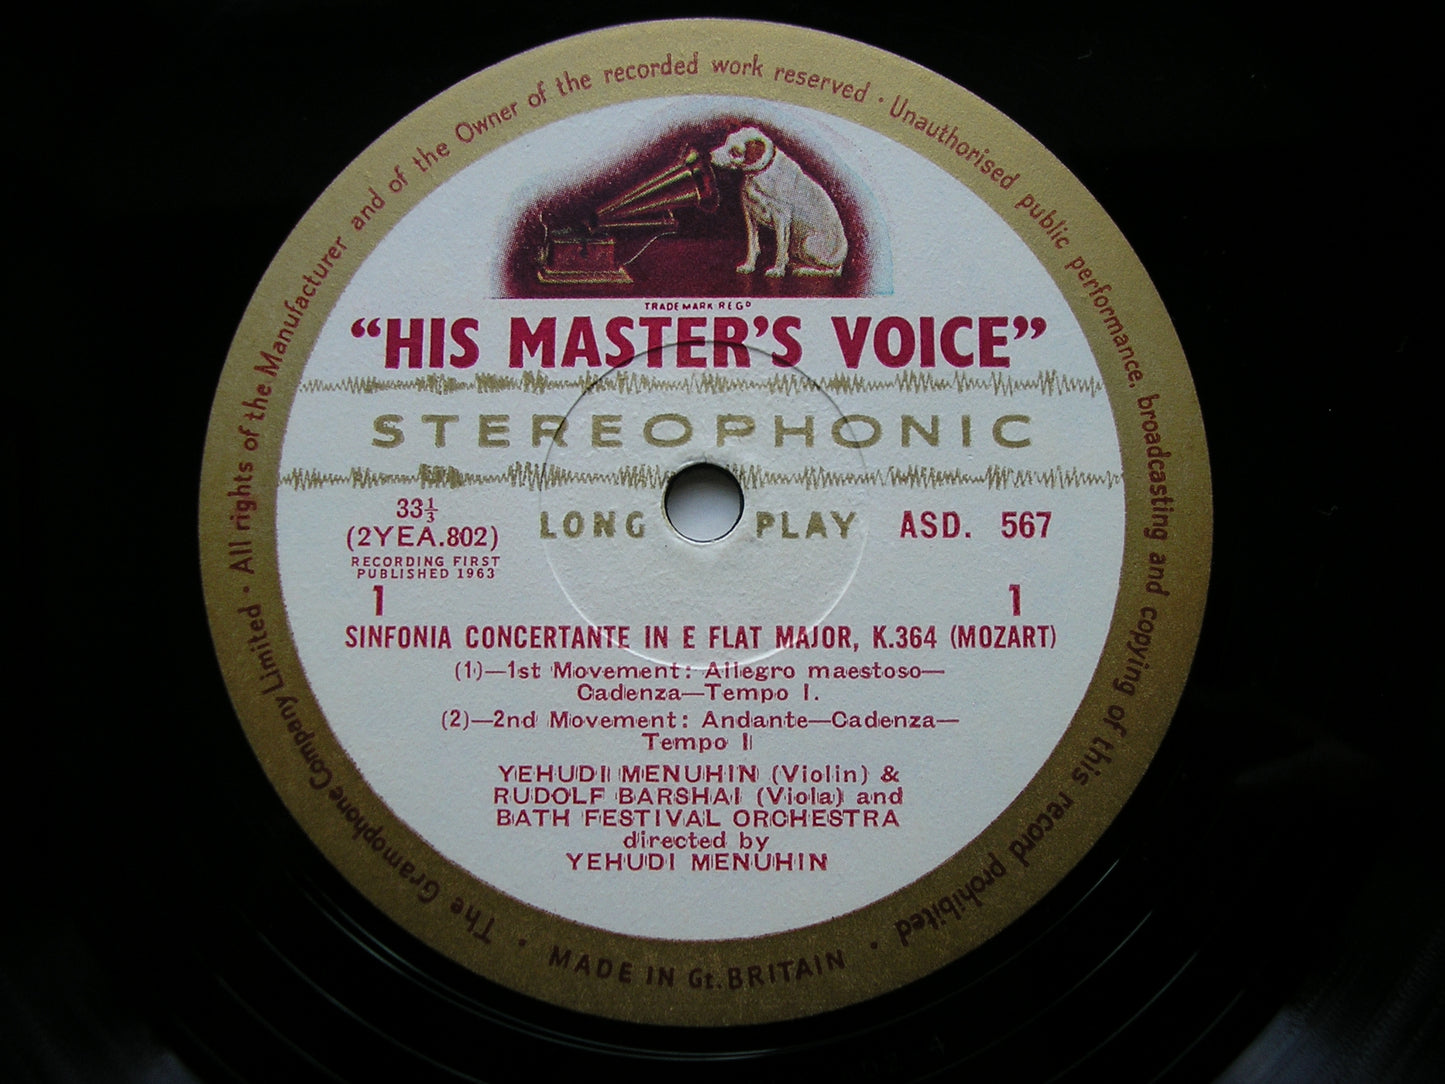 The Gramophone Company Limited · All rights of the Manufacturer and of the Owner of the recorded work reserved · Unauthorised public performance, broadcasting and copying of this record prohibited ·
TRADE MARK REGD
“HIS MASTER'S VOICE”
STEREOPHONIC
33⅓
(2YEA.802)
LONG PLAY
ASD. 567
RECORDING FIRST
PUBLISHED 1963
1 1
SINFONIA CONCERTANTE IN E FLAT MAJOR, K.364 (MOZART)
(1)—1st Movement: Allegro maestoso—
Cadenza—Tempo I.
(2)—2nd Movement: Andante—Cadenza—
Tempo I
YEHUDI MENUHIN (Violin) &
RUDOLF BARSHAI (Viola) and
BATH FESTIVAL ORCHESTRA
directed by
YEHUDI MENUHIN
· MADE IN Gt. BRITAIN